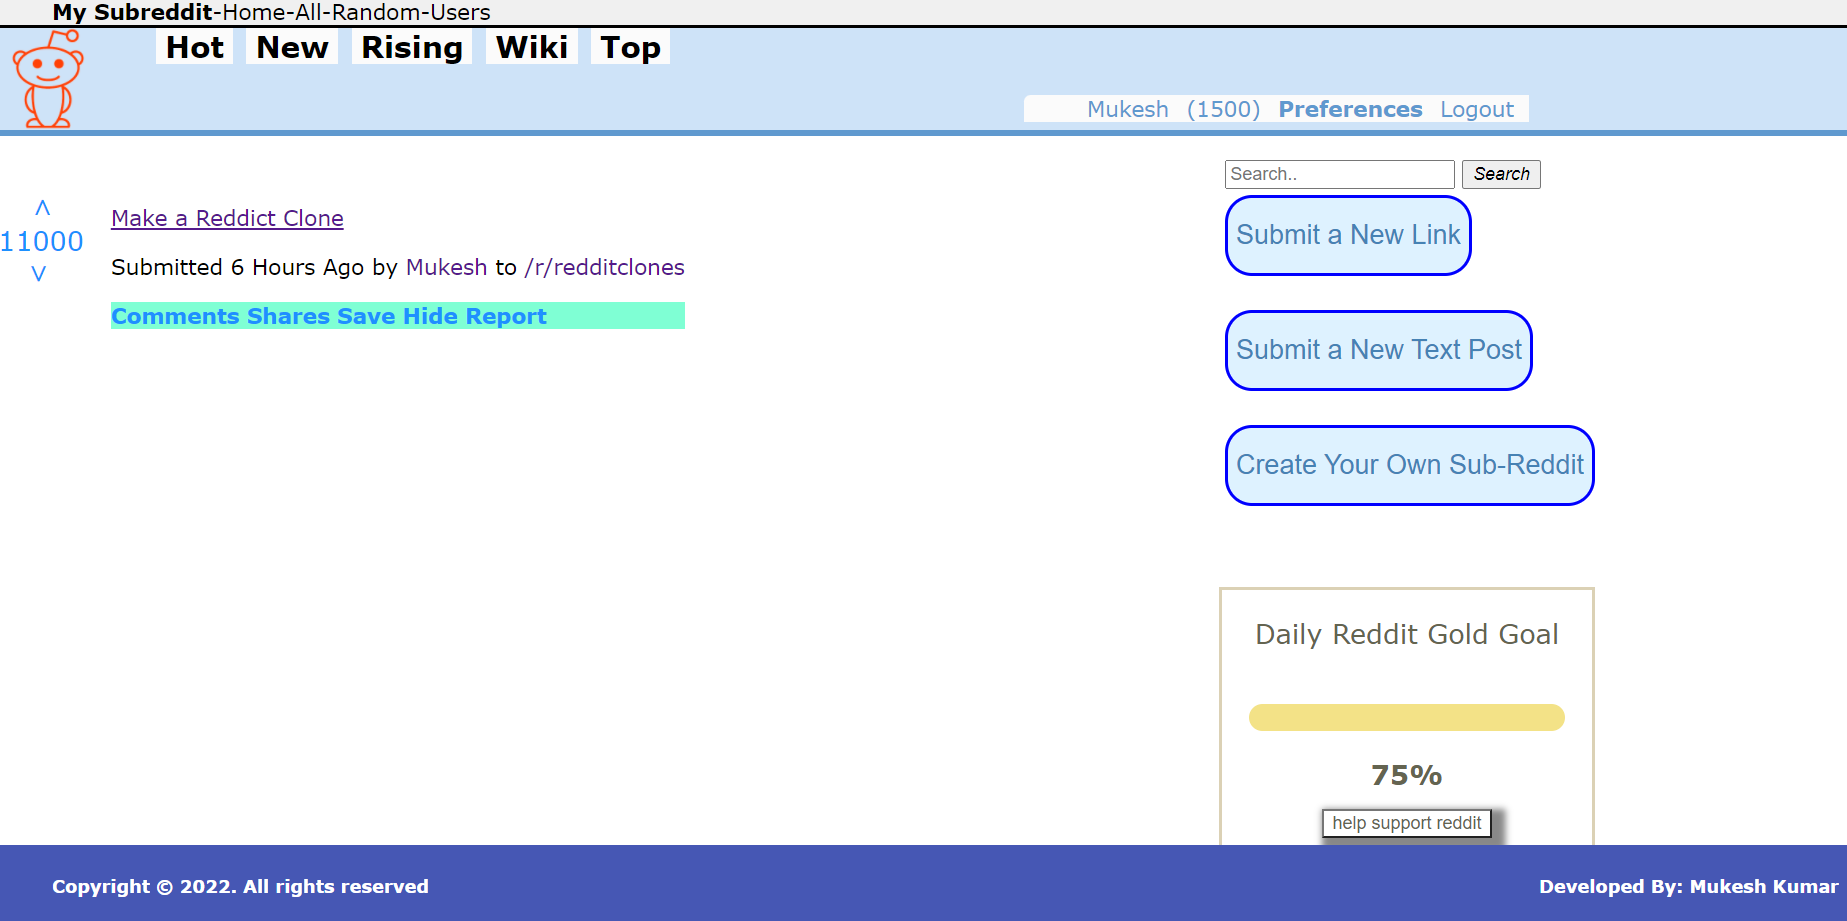 My Subreddit-Home-All-Random-Users
Hot New Rising Wiki Top
Mukesh (1500) Preferences Logout
Search.. Search
^
11000
v
Make a Reddict Clone
Submitted 6 Hours Ago by Mukesh to /r/redditclones
Comments Shares Save Hide Report
Submit a New Link
Submit a New Text Post
Create Your Own Sub-Reddit
Daily Reddit Gold Goal
75%
help support reddit
Copyright © 2022. All rights reserved
Developed By: Mukesh Kumar